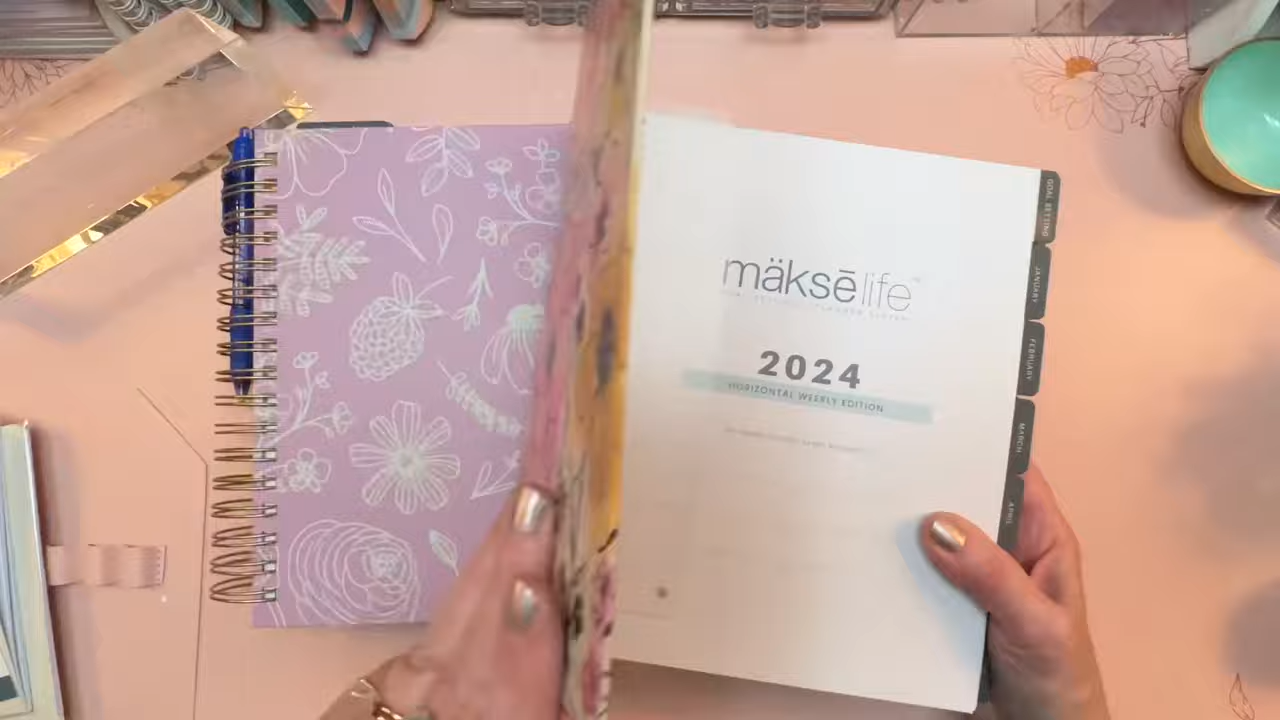 mäksēlife
2024
HORIZONTAL WEEKLY EDITION
GOAL SETTING
JANUARY
FEBRUARY
MARCH
APRIL